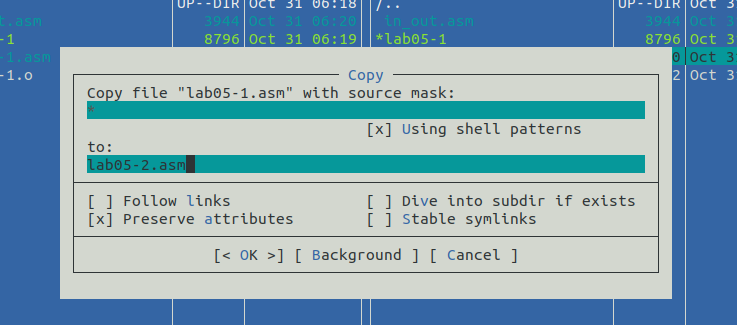 UP--DIR Oct 31 06:18 /.. UP--DIR Oct 3
t.asm 3944 Oct 31 06:20 in_out.asm 3944 Oct 3
-1 8796 Oct 31 06:19 *lab05-1 8796 Oct 3
-1.asm 0 Oct 3
-1.o 2 Oct 3
Copy
Copy file "lab05-1.asm" with source mask:
*
[x] Using shell patterns
to:
lab05-2.asm
[ ] Follow links [ ] Dive into subdir if exists
[x] Preserve attributes [ ] Stable symlinks
[< OK >] [ Background ] [ Cancel ]